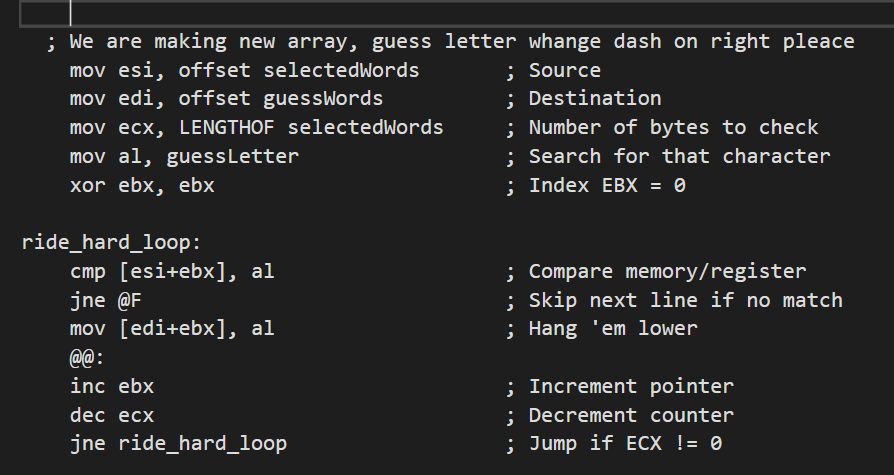 ; We are making new array, guess letter whange dash on right pleace
mov esi, offset selectedWords ; Source
mov edi, offset guessWords ; Destination
mov ecx, LENGTHOF selectedWords ; Number of bytes to check
mov al, guessLetter ; Search for that character
xor ebx, ebx ; Index EBX = 0
ride_hard_loop:
cmp [esi+ebx], al ; Compare memory/register
jne @F ; Skip next line if no match
mov [edi+ebx], al ; Hang 'em lower
@@:
inc ebx ; Increment pointer
dec ecx ; Decrement counter
jne ride_hard_loop ; Jump if ECX != 0